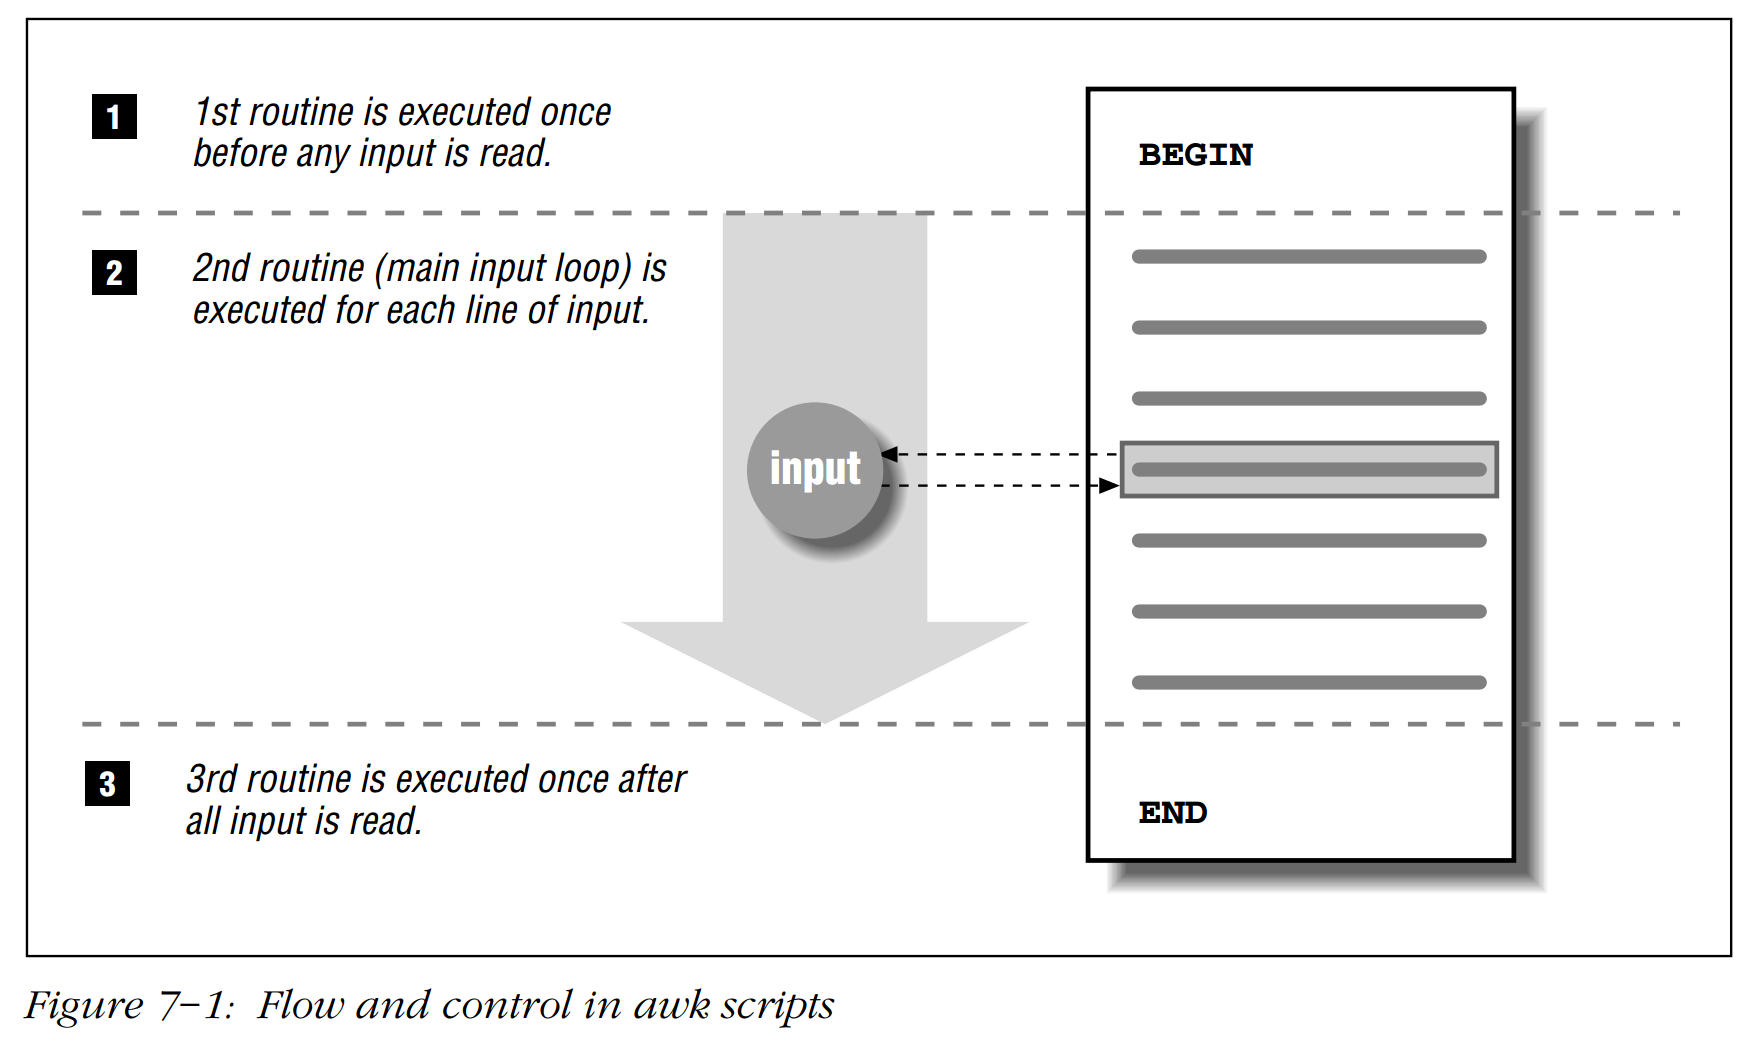 1
1st routine is executed once
before any input is read.
BEGIN
2
2nd routine (main input loop) is
executed for each line of input.
input
3
3rd routine is executed once after
all input is read.
END
Figure 7–1: Flow and control in awk scripts